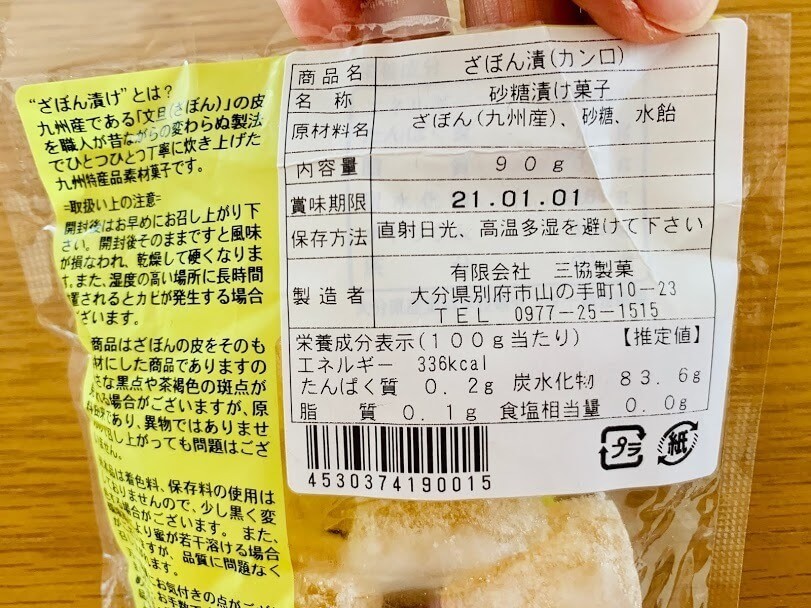 "ざぼん漬け"とは?
九州産である「文旦(ざぼん)」の皮
を職人が昔ながらの変わらぬ製法
でひとつひとつ丁寧に炊き上げた
九州特産品素材菓子です。
=取扱い上の注意=
開封後はお早めにお召し上がり下
さい。開封後そのままですと風味
が損なわれ、乾燥して硬くなりま
す。また、湿度の高い場所に長時間
置されるとカビが発生する場合
ざいます。
商品はざぼんの皮をそのも
材にした商品でありますの
な黒点や茶褐色の斑点が
れる場合がございますが、原
であり、異物ではありませ
召し上がっても問題はござ
せん。
着色料、保存料の使用は
おりませんので、少し黒く変
場合がございます。また、
より蜜が若干溶ける場合
ますが、品質に問題なく
ます。
お気付きの点がござ
商品名 ざぼん漬(カンロ)
名 称 砂糖漬け菓子
原材料名 ざぼん(九州産)、砂糖、水飴
内容量 90g
賞味期限 21.01.01
保存方法 直射日光、高温多湿を避けて下さい
製造者 有限会社 三協製菓
大分県別府市山の手町10-23
TEL 0977-25-1515
栄養成分表示(100g当たり) 【推定値】
エネルギー 336kcal
たんぱく質 0.2g 炭水化物 83.6g
脂 質 0.1g 食塩相当量 0.0g
4530374190015
プラ
紙